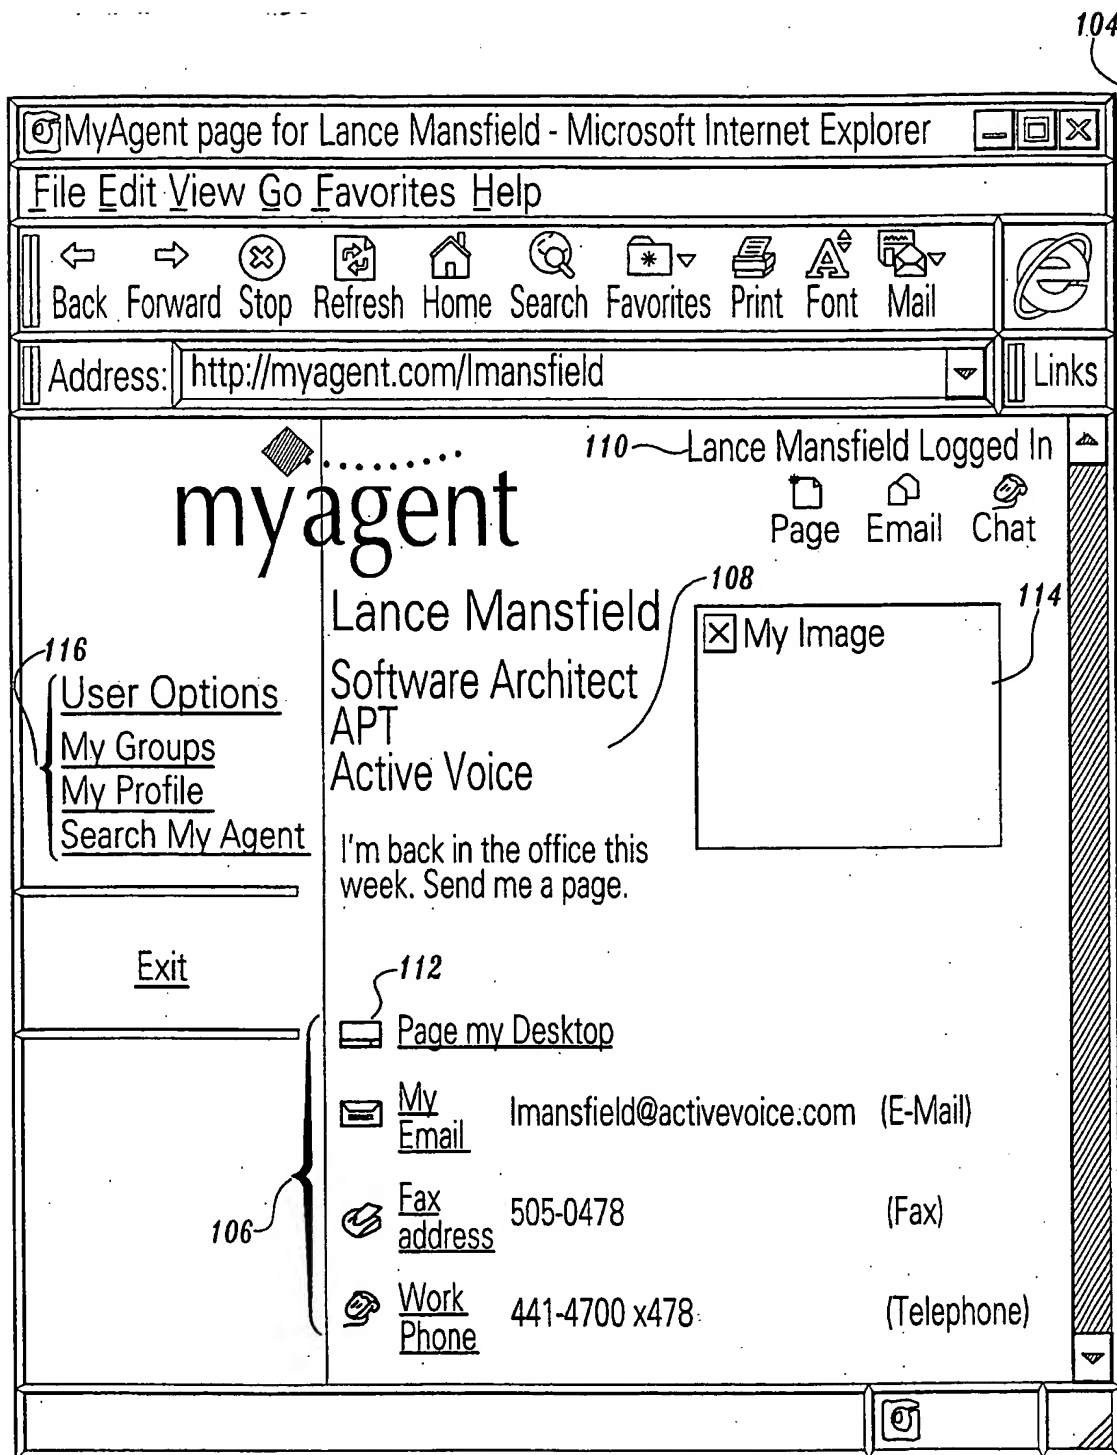 104
MyAgent page for Lance Mansfield - Microsoft Internet Explorer
File Edit View Go Favorites Help
Back Forward Stop Refresh Home Search Favorites Print Font Mail
Address: http://myagent.com/lmansfield Links
110 Lance Mansfield Logged In
myagent
Page Email Chat
108
114
Lance Mansfield
My Image
116
Software Architect
User Options
APT
My Groups
Active Voice
My Profile
Search My Agent
I'm back in the office this
week. Send me a page.
Exit
112
Page my Desktop
My
Email lmansfield@activevoice.com (E-Mail)
106
Fax
address 505-0478 (Fax)
Work
Phone 441-4700 x478 (Telephone)